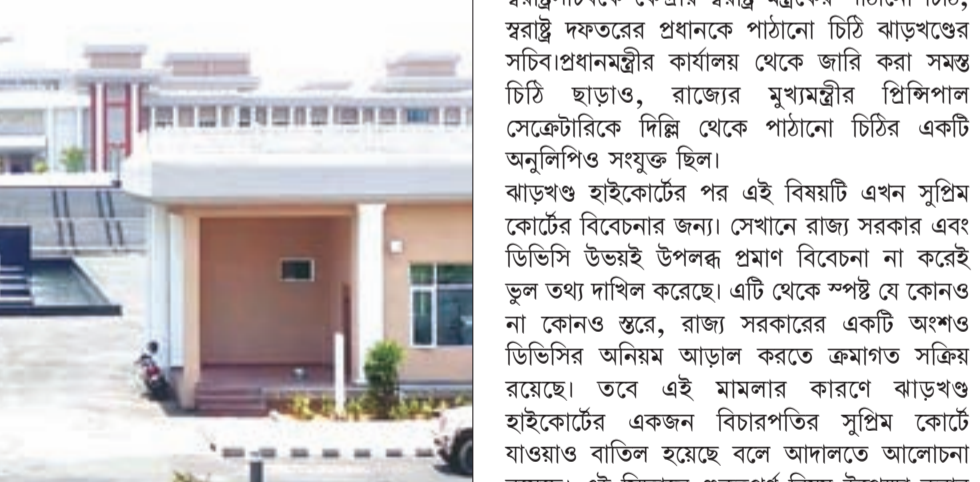 স্বরাষ্ট্র দফতরের প্রধানকে পাঠানো চিঠি ঝাড়খণ্ডের
সচিব।প্রধানমন্ত্রীর কার্যালয় থেকে জারি করা সমস্ত
চিঠি ছাড়াও, রাজ্যের মুখ্যমন্ত্রীর প্রিন্সিপাল
সেক্রেটারিকে দিল্লি থেকে পাঠানো চিঠির একটি
অনুলিপিও সংযুক্ত ছিল।
ঝাড়খণ্ড হাইকোর্টের পর এই বিষয়টি এখন সুপ্রিম
কোর্টের বিবেচনার জন্য। সেখানে রাজ্য সরকার এবং
ডিভিসি উভয়ই উপলব্ধ প্রমাণ বিবেচনা না করেই
ভুল তথ্য দাখিল করেছে। এটি থেকে স্পষ্ট যে কোনও
না কোনও স্তরে, রাজ্য সরকারের একটি অংশও
ডিভিসির অনিয়ম আড়াল করতে ক্রমাগত সক্রিয়
রয়েছে। তবে এই মামলার কারণে ঝাড়খণ্ড
হাইকোর্টের একজন বিচারপতির সুপ্রিম কোর্টে
যাওয়াও বাতিল হয়েছে বলে আদালতে আলোচনা